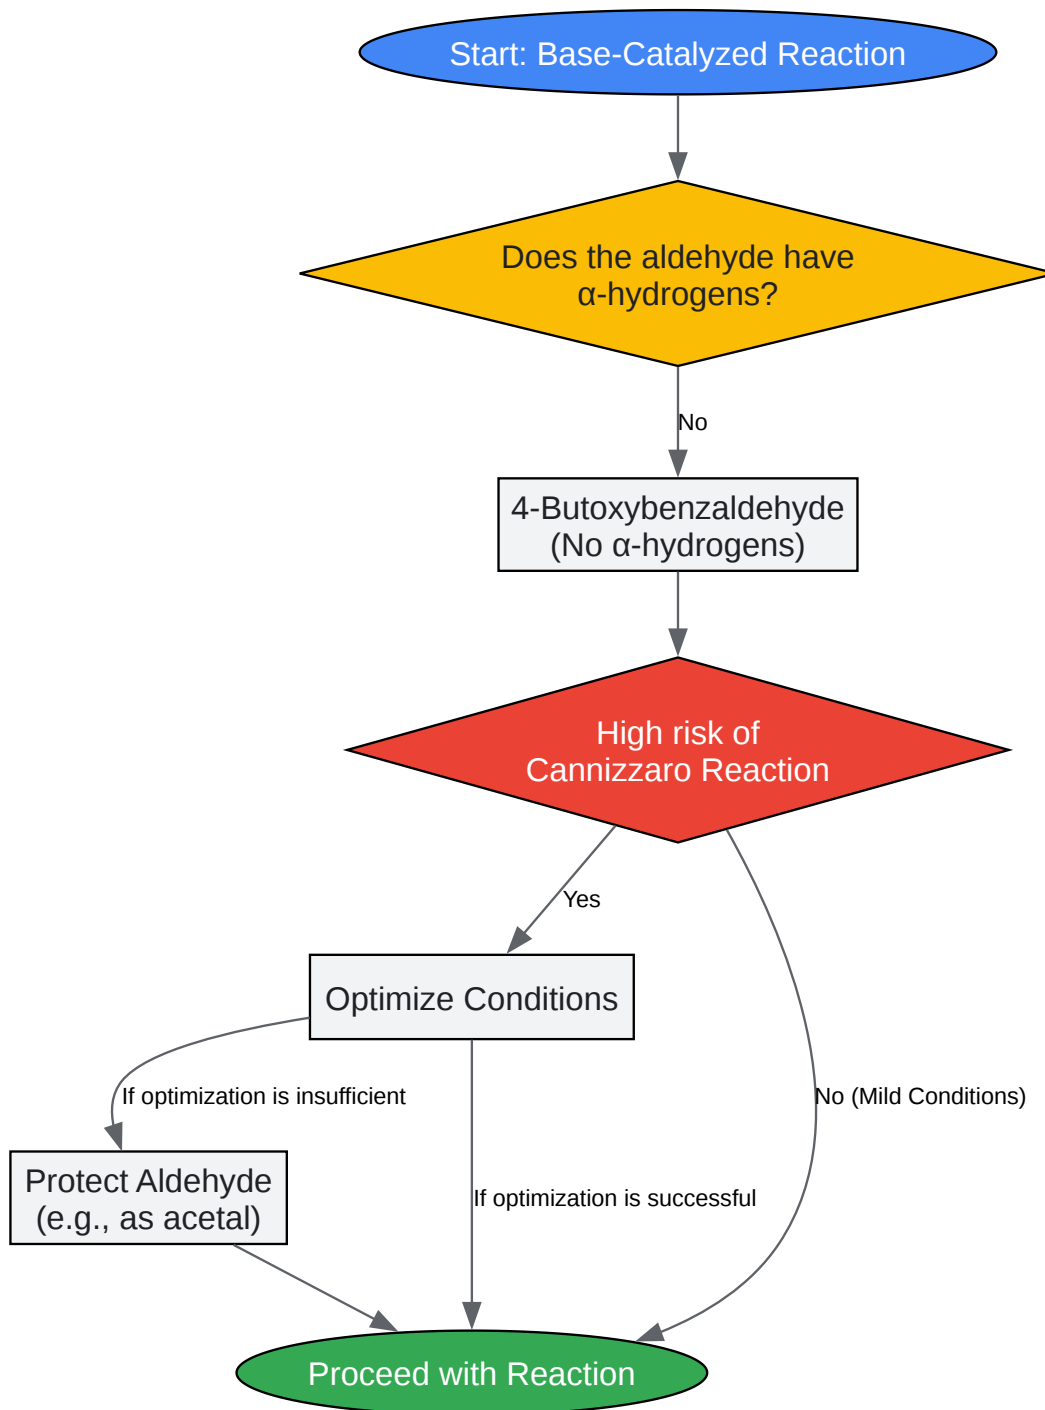 Start: Base-Catalyzed Reaction
Does the aldehyde have
α-hydrogens?
No
4-Butoxybenzaldehyde
(No α-hydrogens)
High risk of
Cannizzaro Reaction
Yes
Optimize Conditions
If optimization is insufficient
No (Mild Conditions)
Protect Aldehyde
(e.g., as acetal)
If optimization is successful
Proceed with Reaction